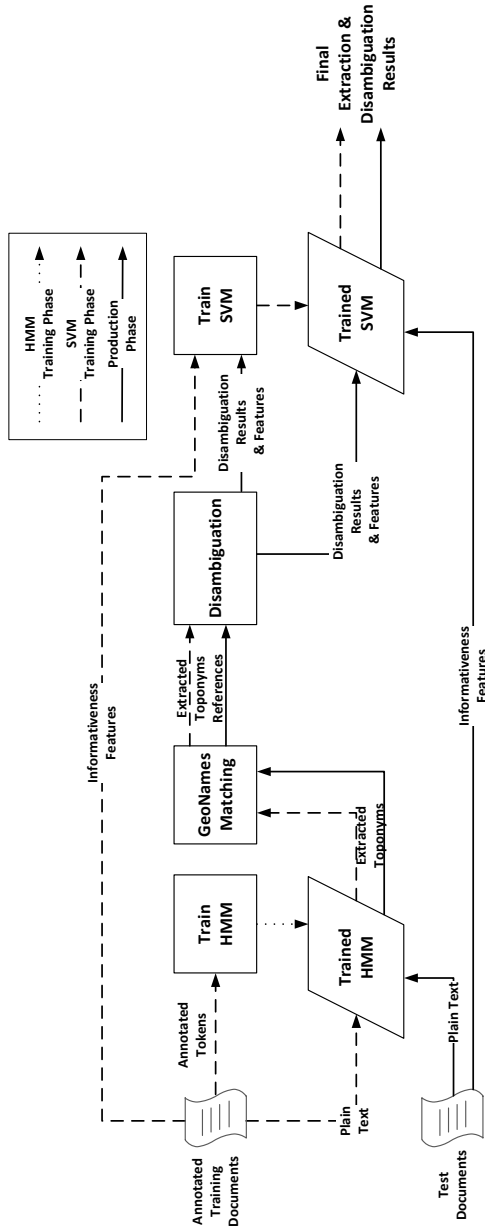 HMM
Training Phase
SVM
Training Phase
Production
Phase
Final
Extraction &
Disambiguation
Results
Informativeness
Features
Annotated
Training
Documents
Annotated
Tokens
Train
HMM
GeoNames
Matching
Extracted
Toponyms
References
Disambiguation
Disambiguation
Results
& Features
Train
SVM
Plain
Text
Trained
HMM
Extracted
Toponyms
Disambiguation
Results
& Features
Trained
SVM
Test
Documents
Plain Text
Informativeness
Features